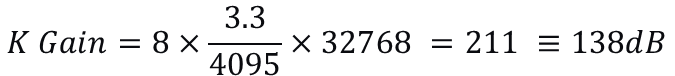 K Gain = 8 × 3.3/4095 × 32768 = 211 ≡ 138dB